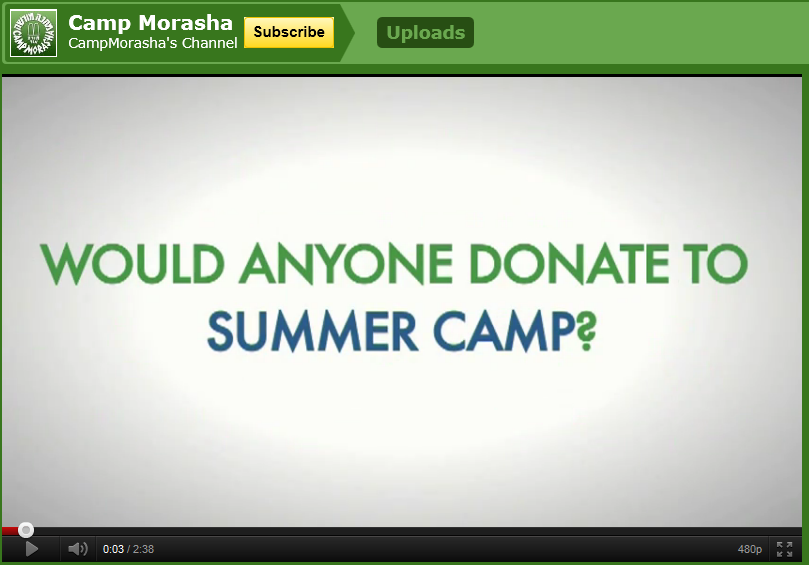 Camp Morasha
CampMorasha's Channel
Subscribe
Uploads
WOULD ANYONE DONATE TO
SUMMER CAMP?
0:03 / 2:38
480p